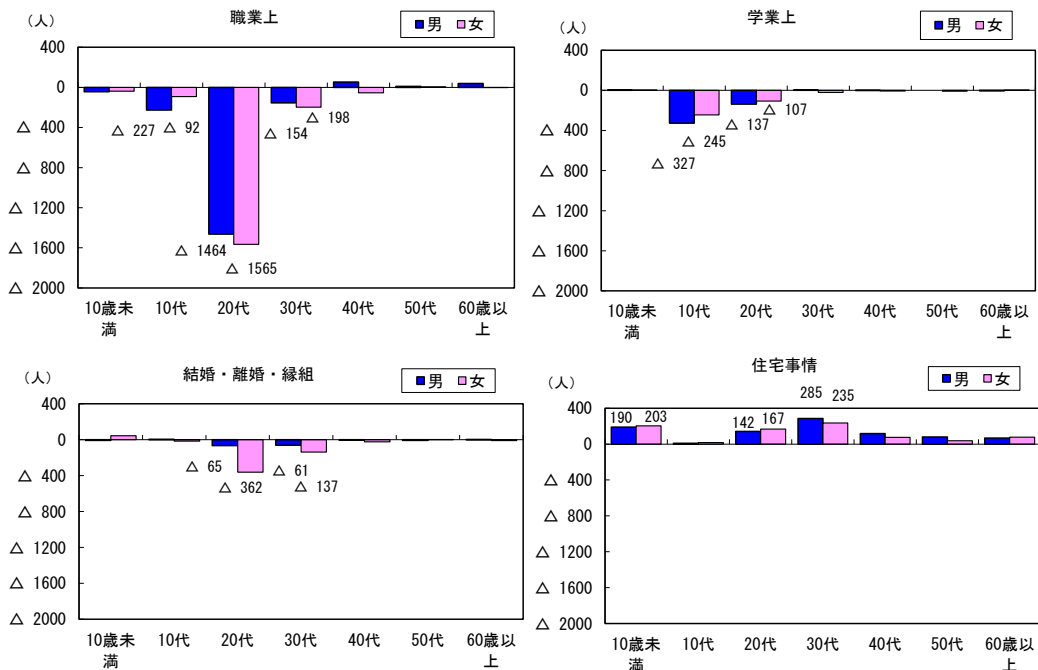 職業上
（人）
男 女
400
0
△ 400
△ 800
△ 1200
△ 1600
△ 2000
△ 227
△ 92
△ 1464
△ 1565
△ 154
△ 198
10歳未満
10代
20代
30代
40代
50代
60歳以上
学業上
（人）
男 女
400
0
△ 400
△ 800
△ 1200
△ 1600
△ 2000
△ 327
△ 245
△ 137
△ 107
10歳未満
10代
20代
30代
40代
50代
60歳以上
結婚・離婚・縁組
（人）
男 女
400
0
△ 400
△ 800
△ 1200
△ 1600
△ 2000
△ 65
△ 362
△ 61
△ 137
10歳未満
10代
20代
30代
40代
50代
60歳以上
住宅事情
（人）
男 女
400
0
△ 400
△ 800
△ 1200
△ 1600
△ 2000
190 203
142 167
285 235
10歳未満
10代
20代
30代
40代
50代
60歳以上